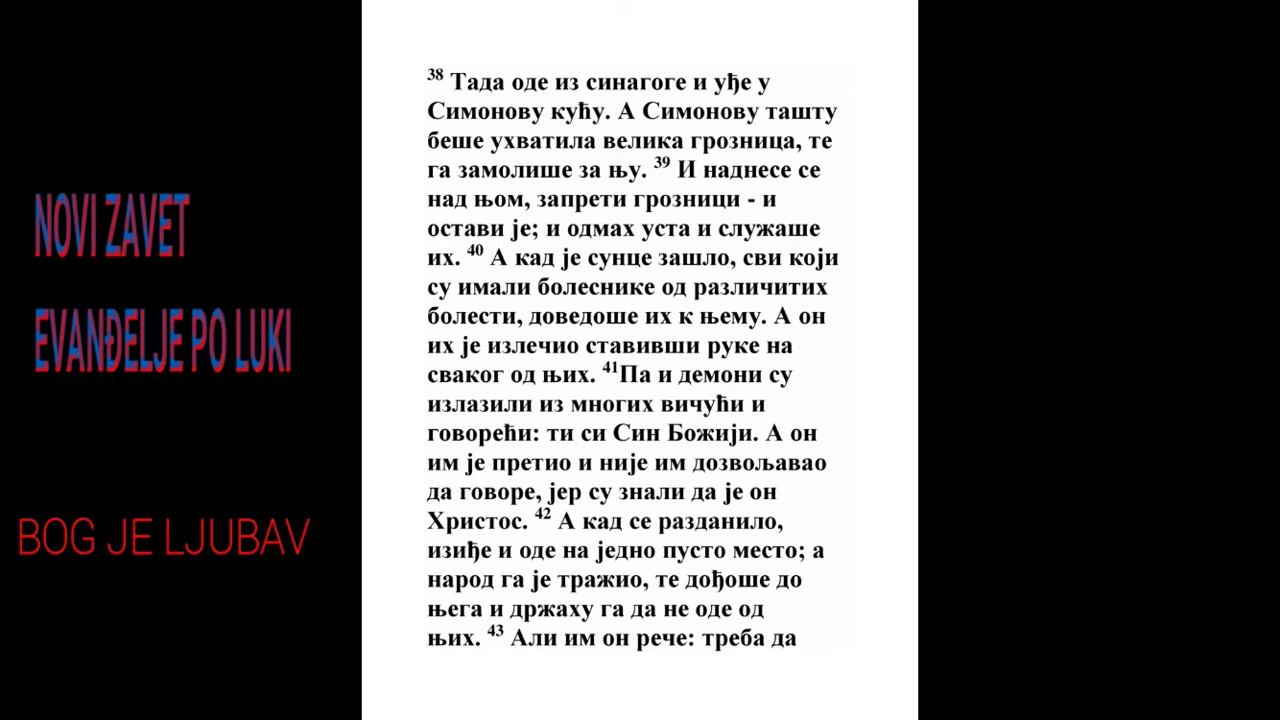 NOVI ZAVET
EVANĐELJE PO LUKI
BOG JE LJUBAV
38 Тада оде из синагоге и уђе у
Симонову кућу. А Симонову ташту
беше ухватила велика грозница, те
га замолише за њу. 39 И наднесе се
над њом, запрети грозници - и
остави је; и одмах уста и служаше
их. 40 А кад је сунце зашло, сви који
су имали болеснике од различитих
болести, доведоше их к њему. А он
их је излечио ставивши руке на
сваког од њих. 41Па и демони су
излазили из многих вичући и
говорећи: ти си Син Божији. А он
им је претио и није им дозвољавао
да говоре, јер су знали да је он
Христос. 42 А кад се разданило,
изиђе и оде на једно пусто место; а
народ га је тражио, те дођоше до
њега и држаху га да не оде од
њих. 43 Али им он рече: треба да